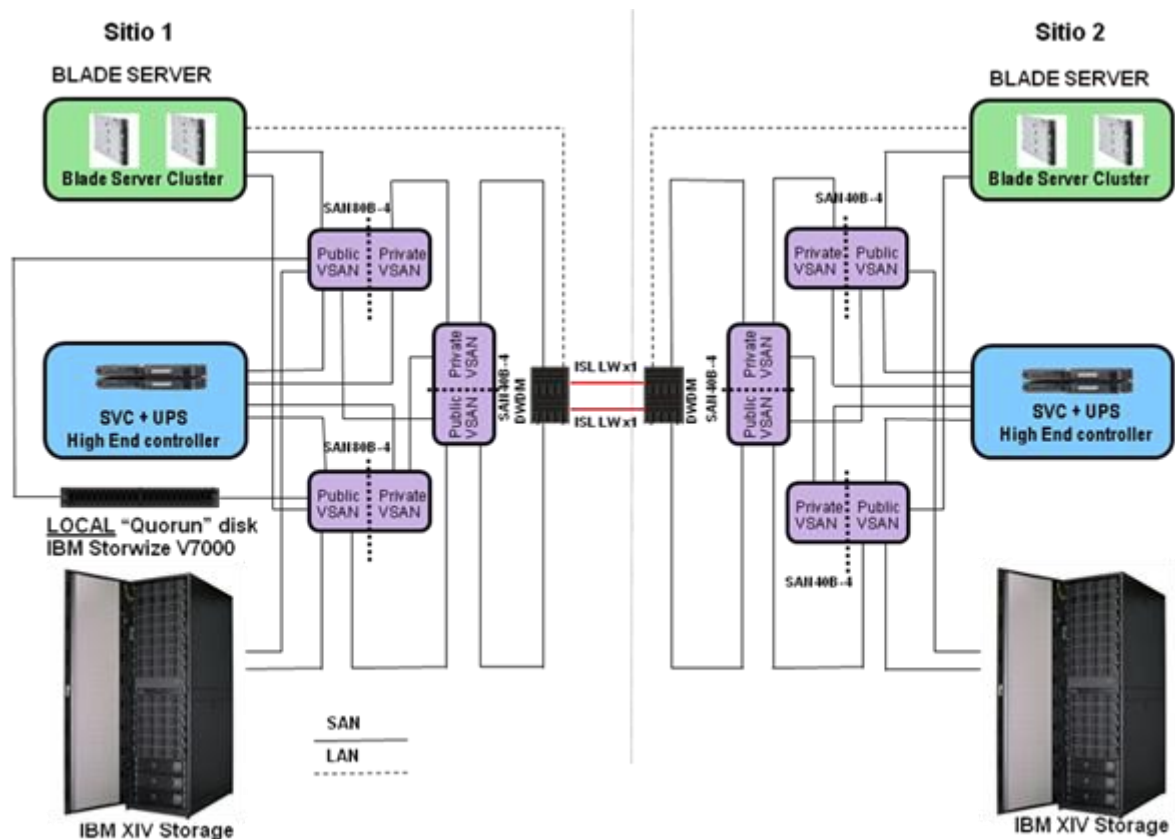 Sitio 1
BLADE SERVER
Blade Server Cluster
SAN80B-4
Public VSAN
Private VSAN
SVC + UPS
High End controller
SAN80B-4
Public VSAN
Private VSAN
LOCAL "Quorun" disk
IBM Storwize V7000
IBM XIV Storage
Private VSAN
Public VSAN
SAN40B-4
DWDM
ISL LW x1
ISL LW x1
SAN
LAN
Sitio 2
BLADE SERVER
Blade Server Cluster
SAN40B-4
Private VSAN
Public VSAN
Private VSAN
Public VSAN
SAN40B-4
DWDM
SVC + UPS
High End controller
Private VSAN
Public VSAN
SAN40B-4
IBM XIV Storage